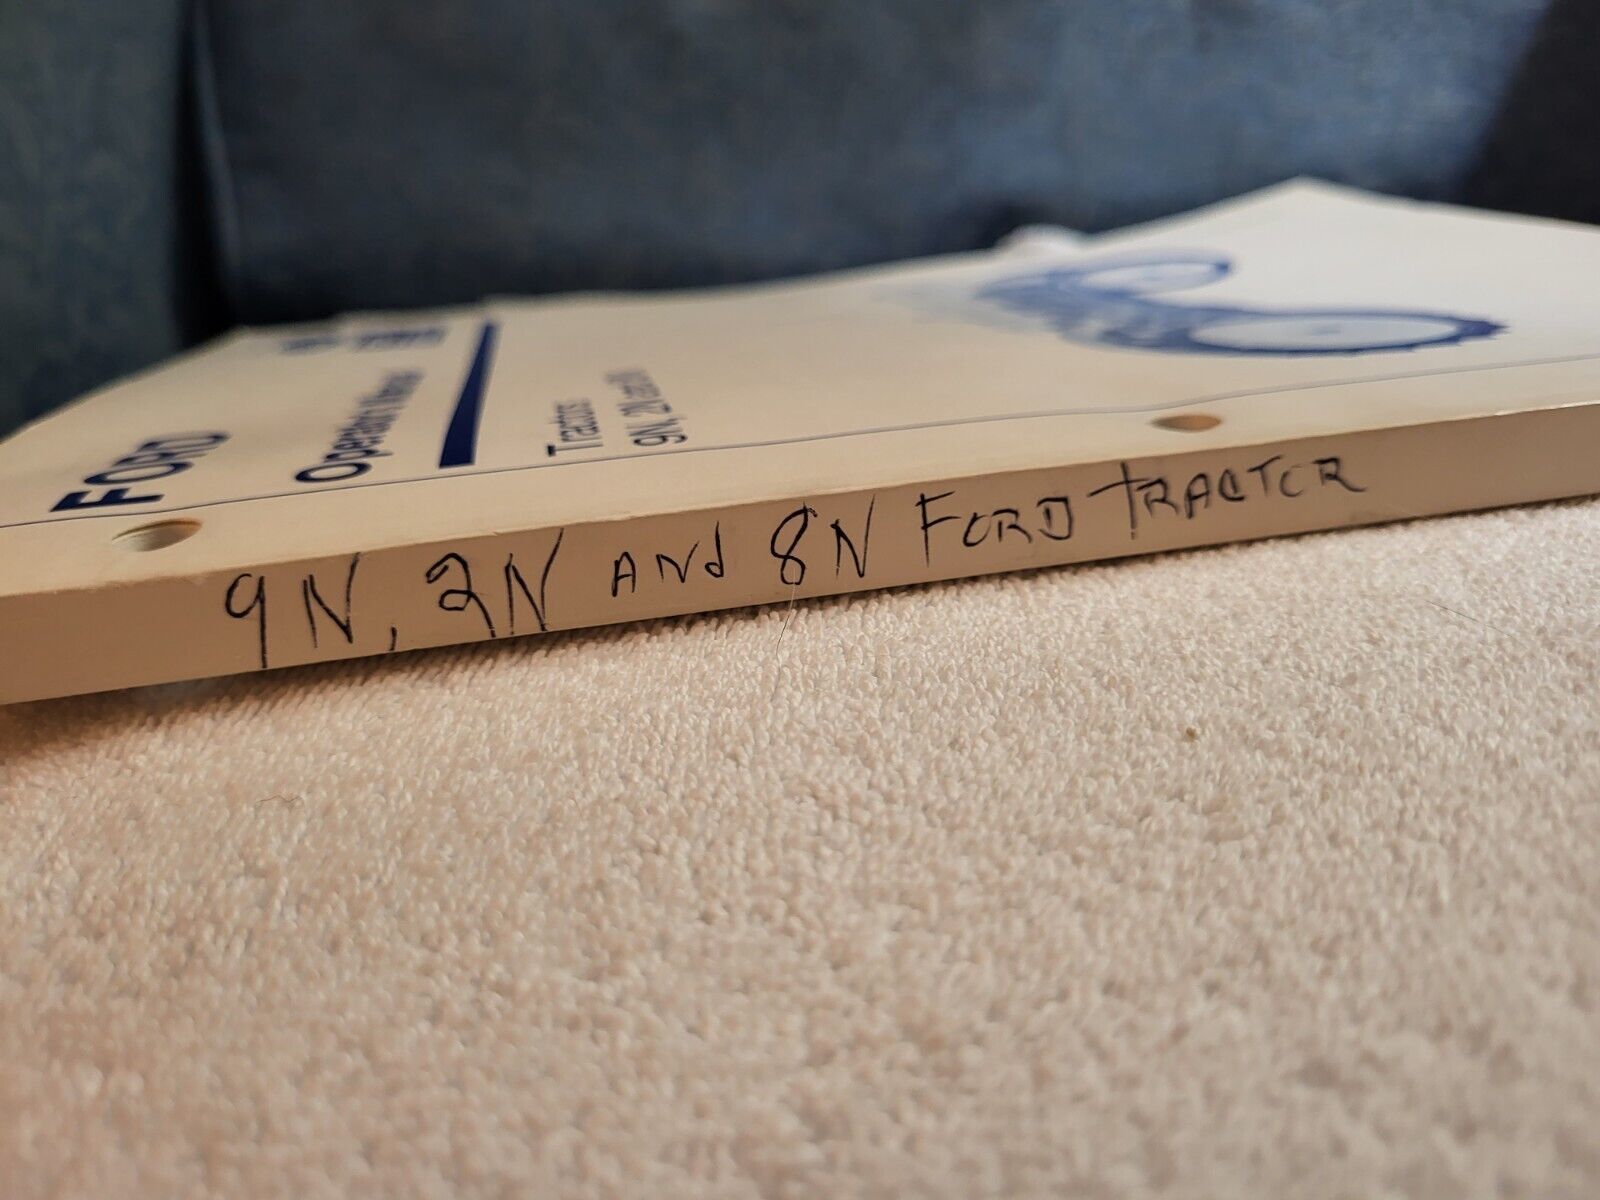 FORD
Operator's Manual
Tractors
9N, 2N and 8N
9N, 2N AND 8N FORD TRACTOR